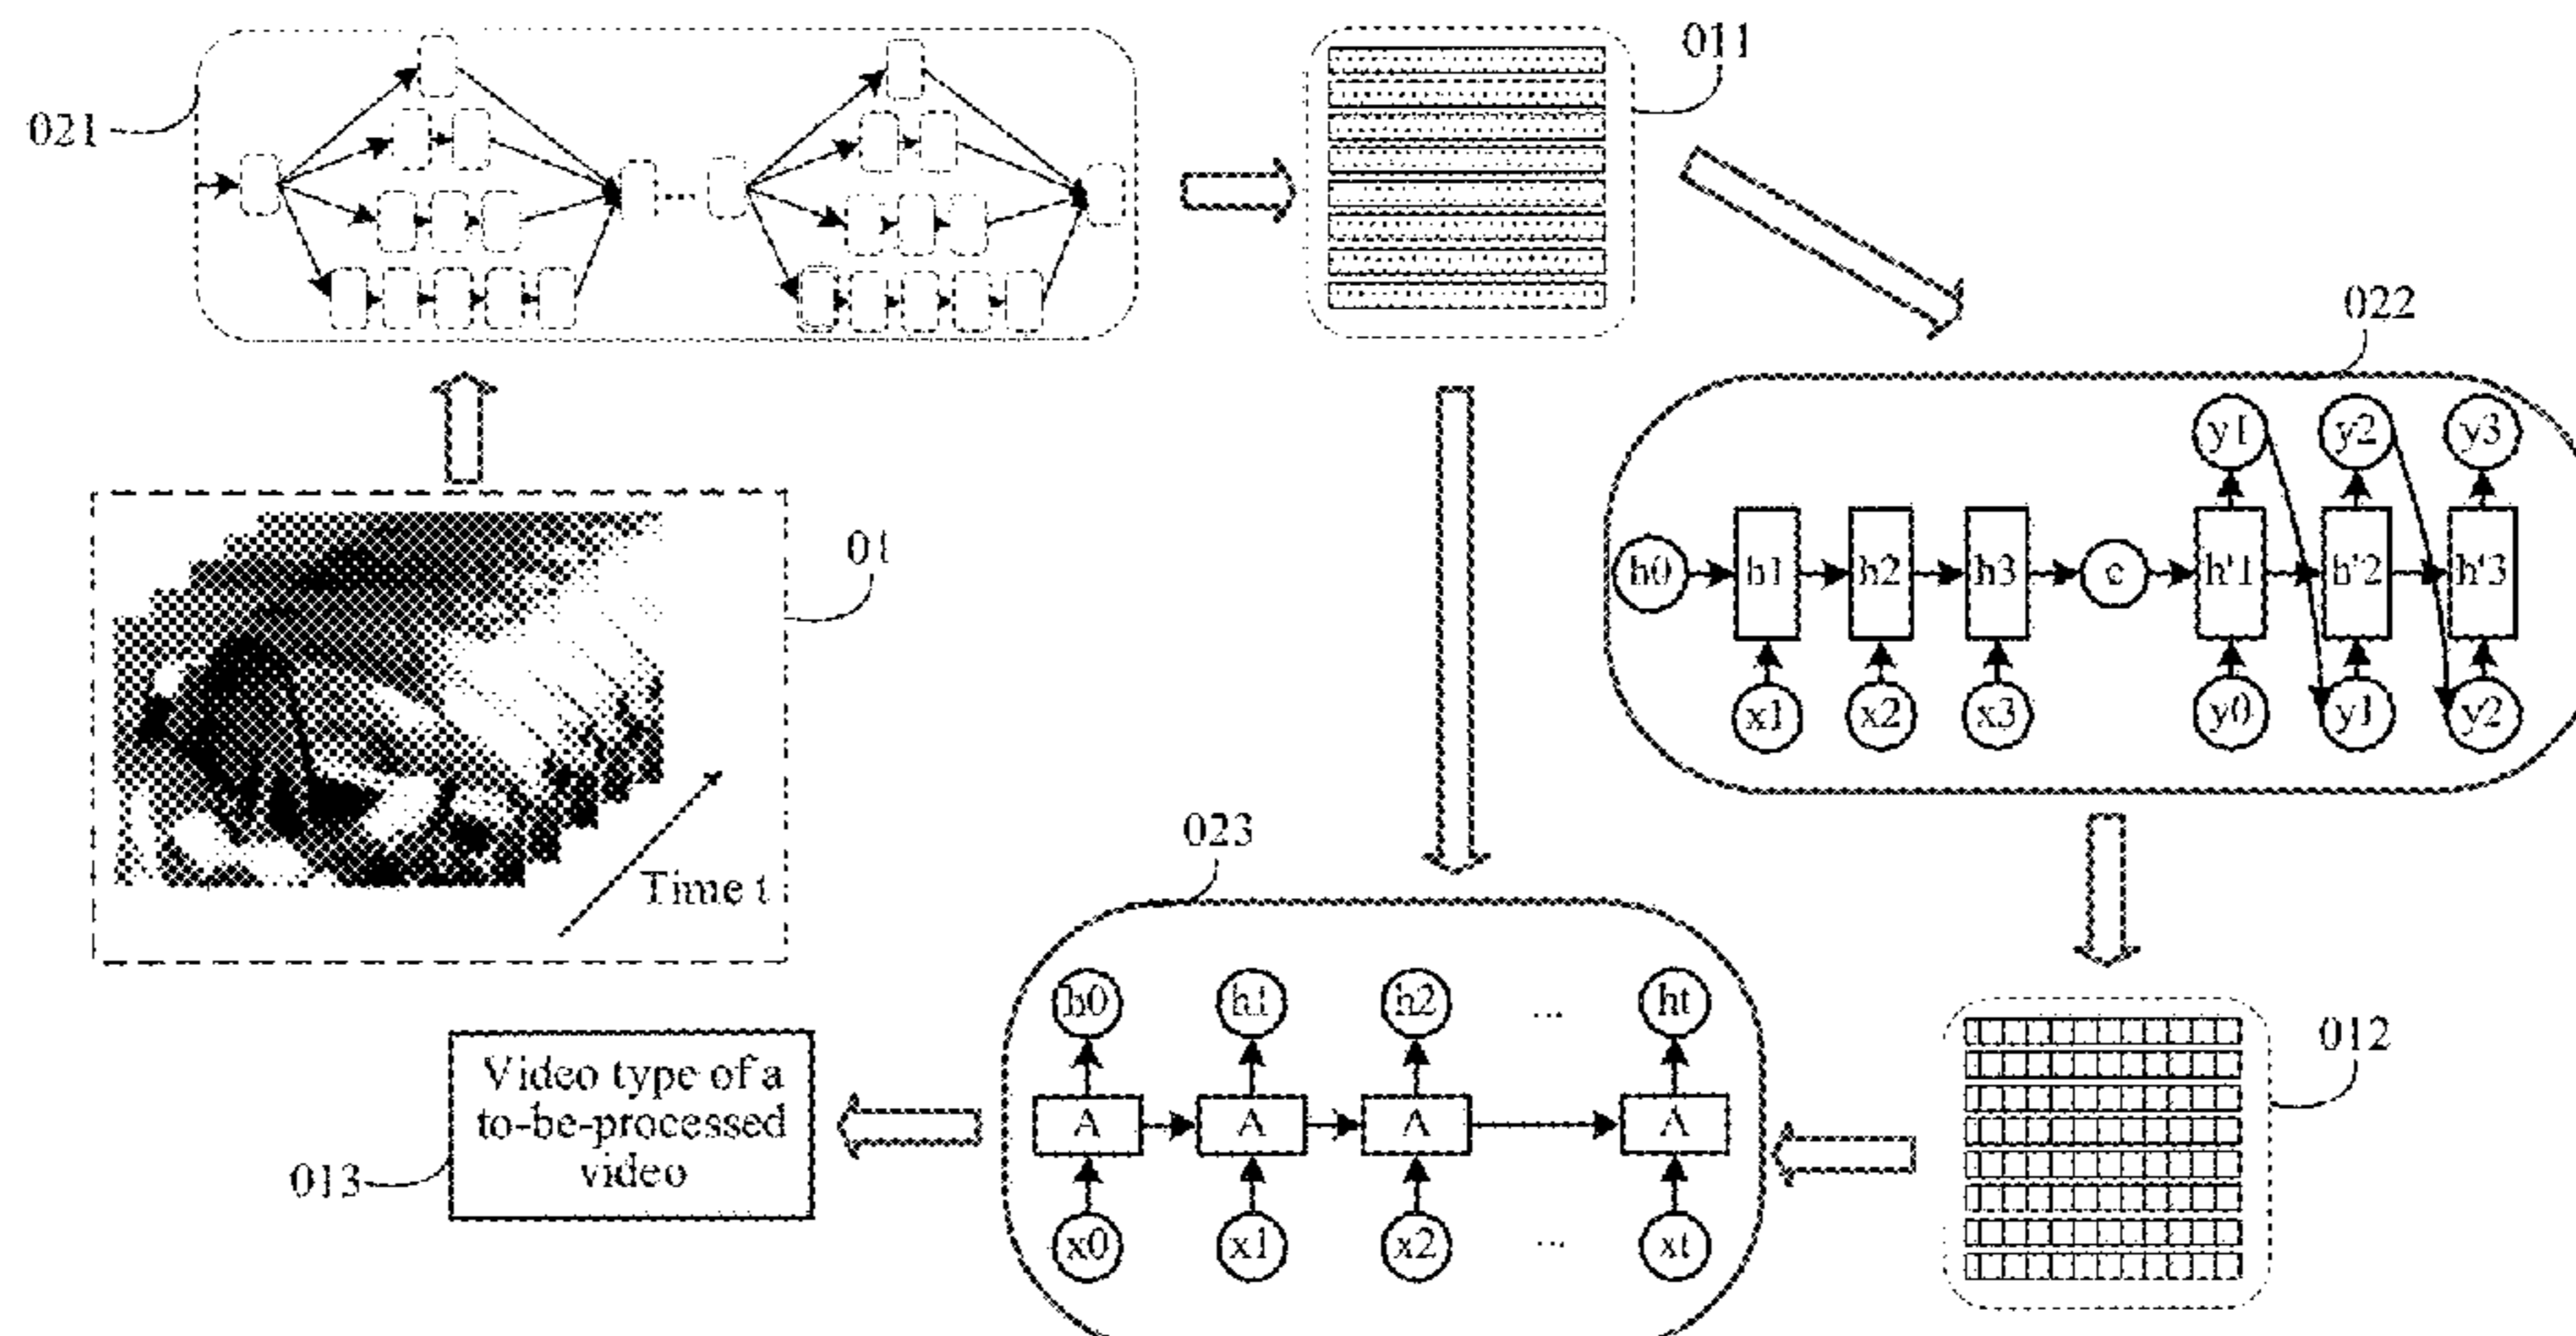 021
011
022
y1 y2 y3
h0 h1 h2 h3 c h'1 h'2 h'3
x1 x2 x3 y0 y1 y2
01
Time t
023
h0 h1 h2 ... ht
A A A A
x0 x1 x2 ... xt
012
Video type of a
to-be-processed
video
013